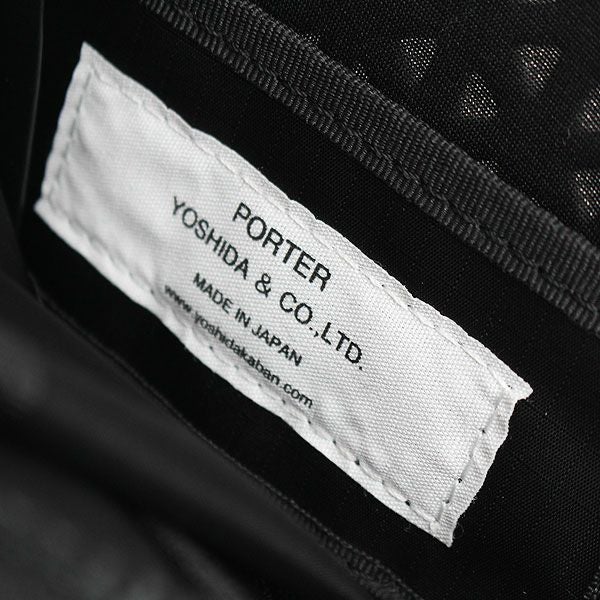 PORTER
YOSHIDA & CO.,LTD.
MADE IN JAPAN
www.yoshidakaban.com